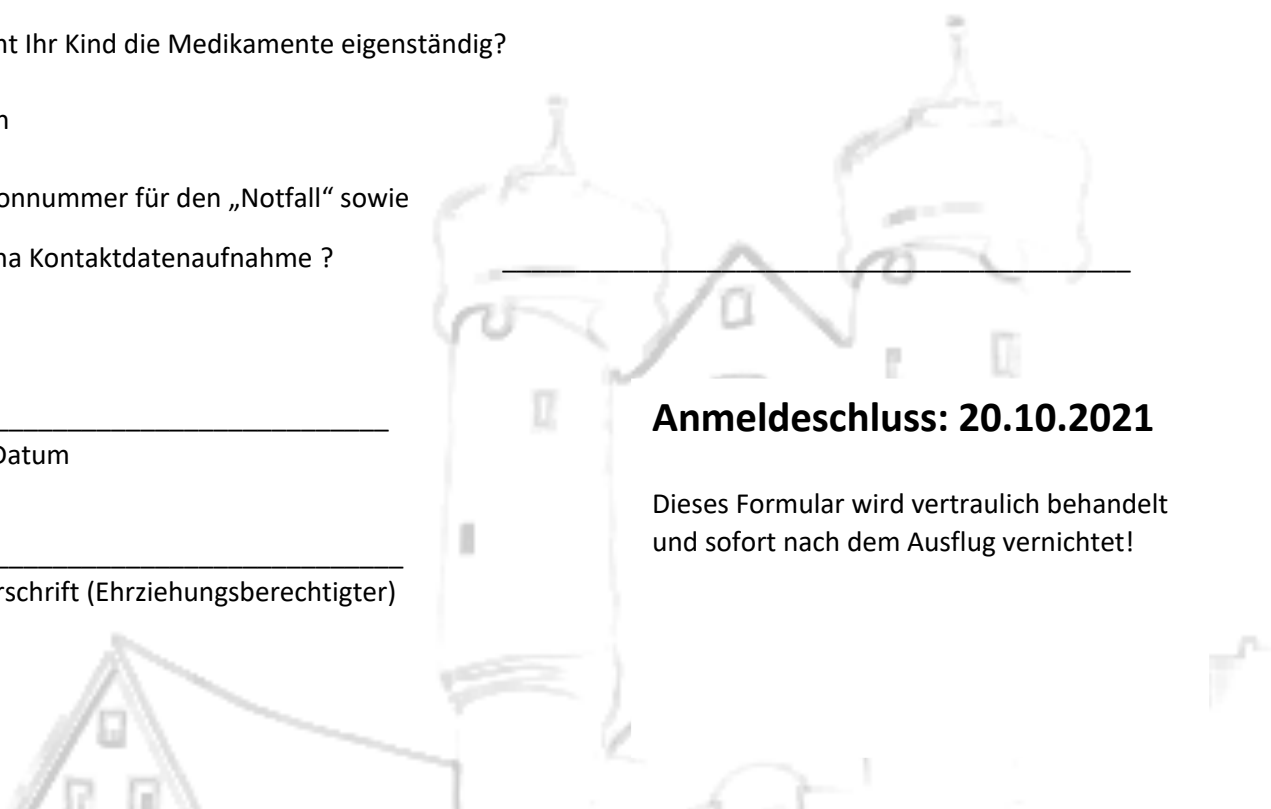 nt Ihr Kind die Medikamente eigenständig?
n
onnummer für den „Notfall“ sowie
na Kontaktdatenaufnahme ? ___________________________________________
Anmeldeschluss: 20.10.2021
Datum
Dieses Formular wird vertraulich behandelt
und sofort nach dem Ausflug vernichtet!
rschrift (Ehrziehungsberechtigter)